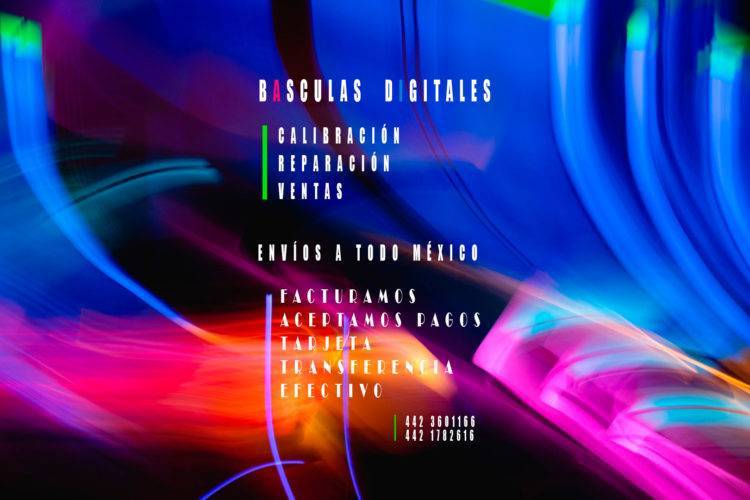 BASCULAS DIGITALES
CALIBRACIÓN
REPARACIÓN
VENTAS
ENVÍOS A TODO MÉXICO
FACTURAMOS
ACEPTAMOS PAGOS
TARJETA
TRANSFERENCIA
EFECTIVO
442 3601166
442 1782616